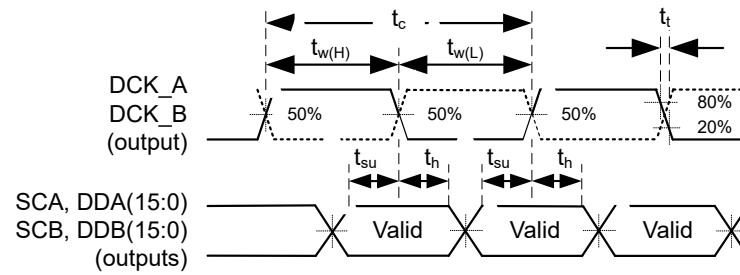 t_c
t_t
t_w(H) t_w(L)
DCK_A
DCK_B
(output)
50% 50% 50% 50% 80%
20%
t_su t_h t_su t_h
SCA, DDA(15:0)
SCB, DDB(15:0)
(outputs)
Valid Valid Valid